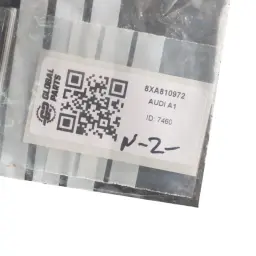 GLOBAL
PARTS
8XA810972
AUDI A1
ID: 7460
N-2-